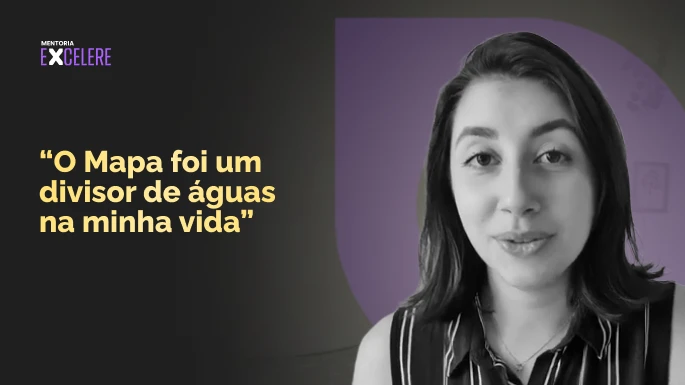 MENTORIA
EXCELERE
“O Mapa foi um
divisor de águas
na minha vida”